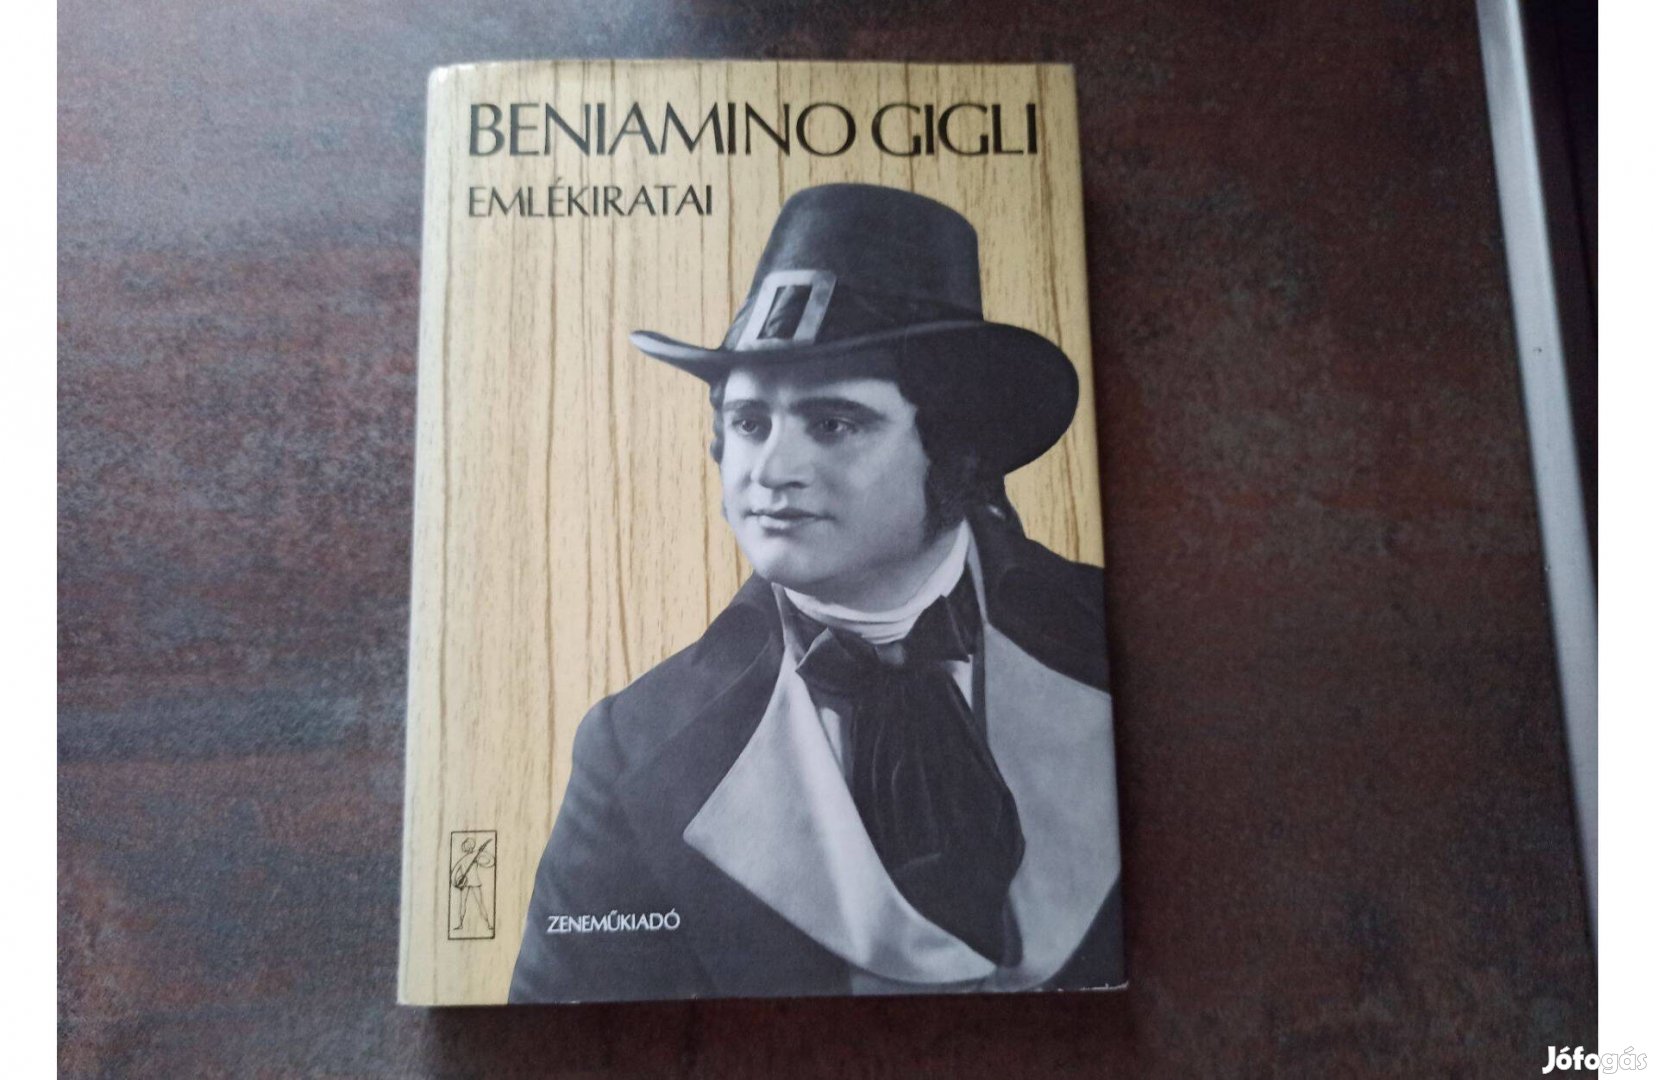 BENIAMINO GIGLI
EMLÉKIRATAI
ZENEMŰKIADÓ
Jófogás